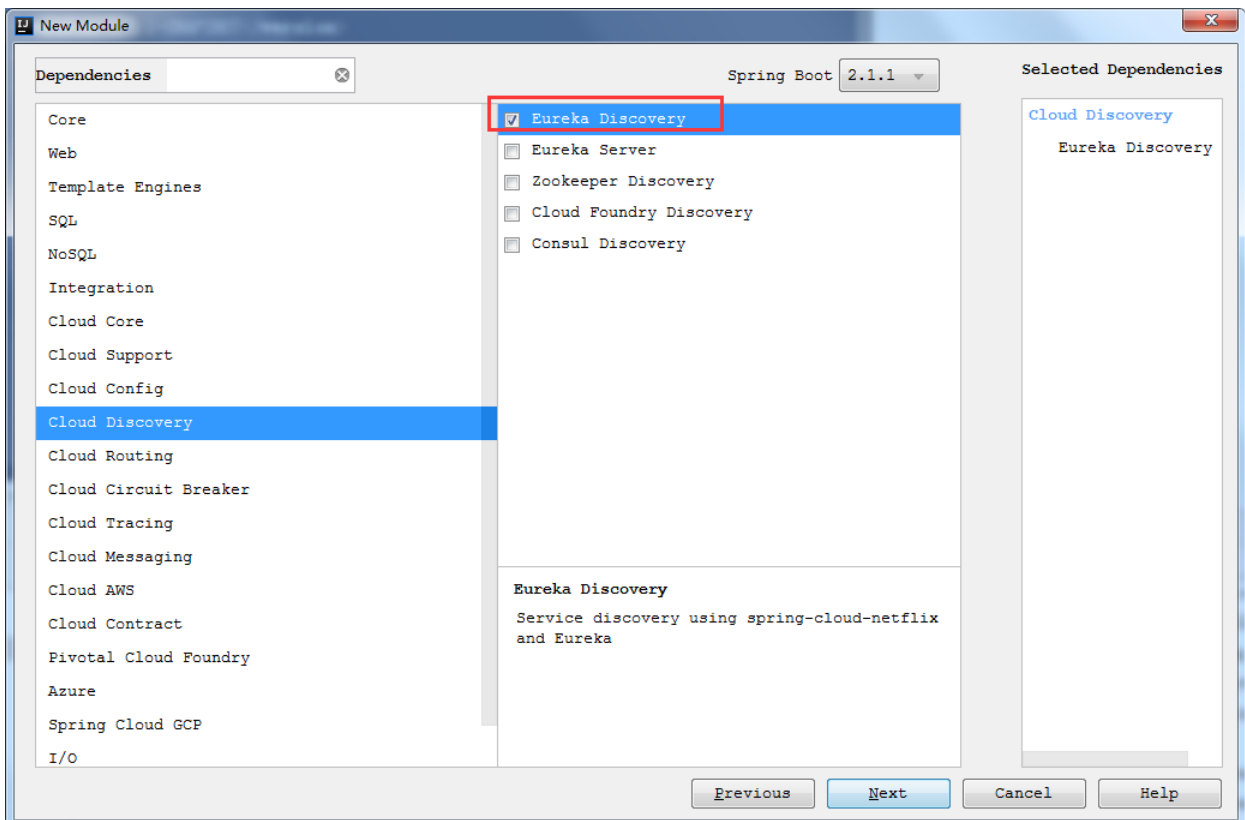 New Module
Dependencies
Spring Boot 2.1.1
Selected Dependencies
Core
Web
Template Engines
SQL
NoSQL
Integration
Cloud Core
Cloud Support
Cloud Config
Cloud Discovery
Cloud Routing
Cloud Circuit Breaker
Cloud Tracing
Cloud Messaging
Cloud AWS
Cloud Contract
Pivotal Cloud Foundry
Azure
Spring Cloud GCP
I/O
Eureka Discovery
Eureka Server
Zookeeper Discovery
Cloud Foundry Discovery
Consul Discovery
Eureka Discovery
Service discovery using spring-cloud-netflix
and Eureka
Cloud Discovery
Eureka Discovery
Previous
Next
Cancel
Help